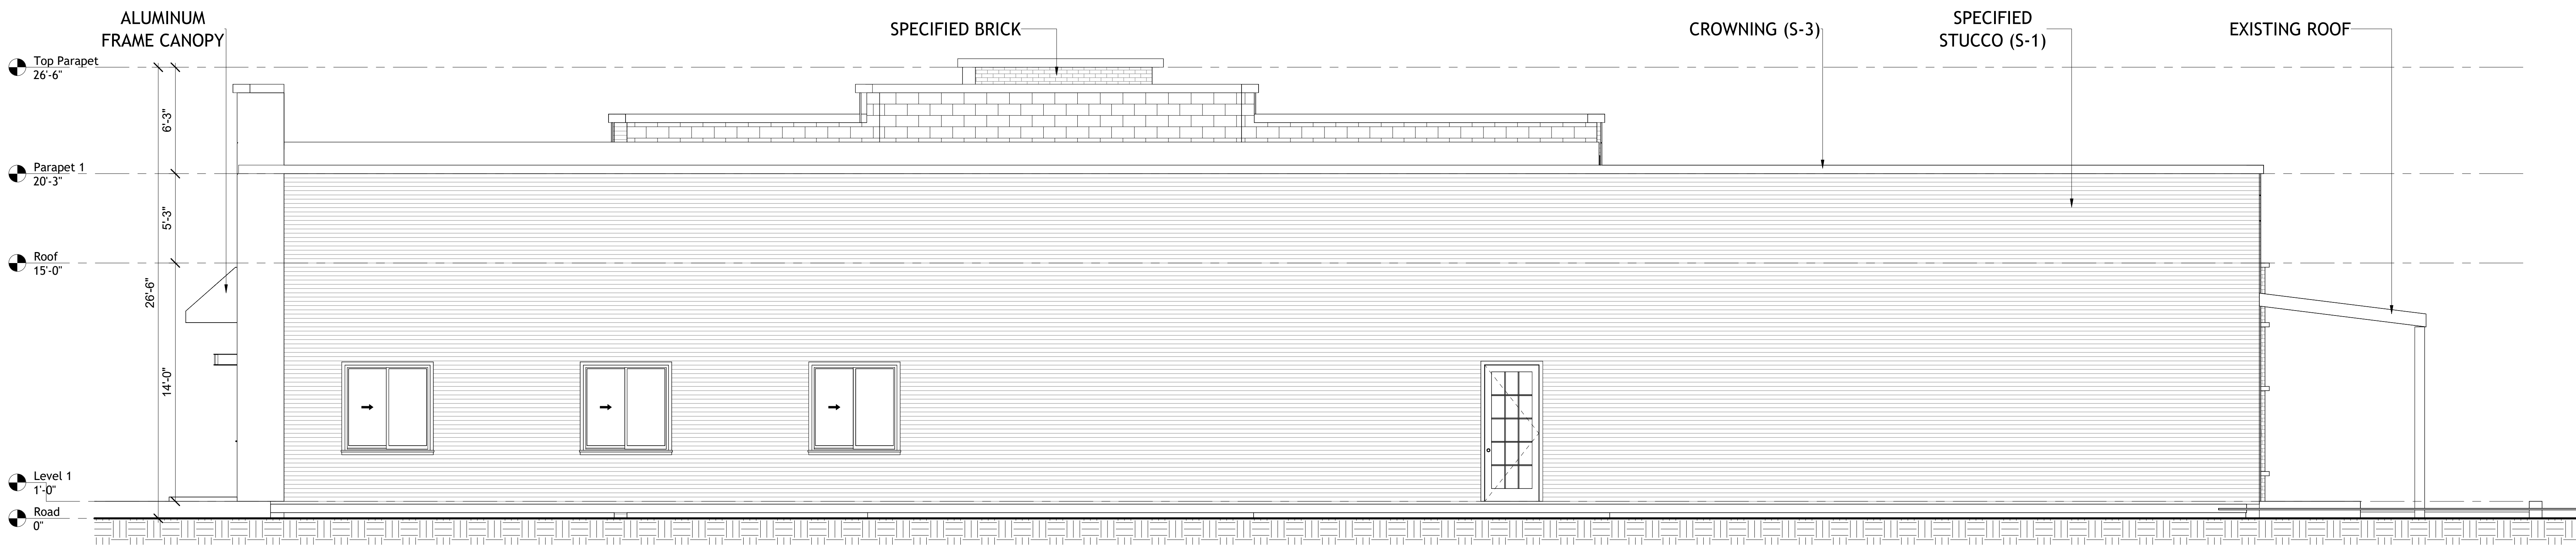 ALUMINUM
FRAME CANOPY
SPECIFIED BRICK
CROWNING (S-3)
SPECIFIED
STUCCO (S-1)
EXISTING ROOF
Top Parapet
26'-6"
6'-3"
Parapet 1
20'-3"
5'-3"
Roof
15'-0"
26'-6"
14'-0"
Level 1
1'-0"
Road
0"